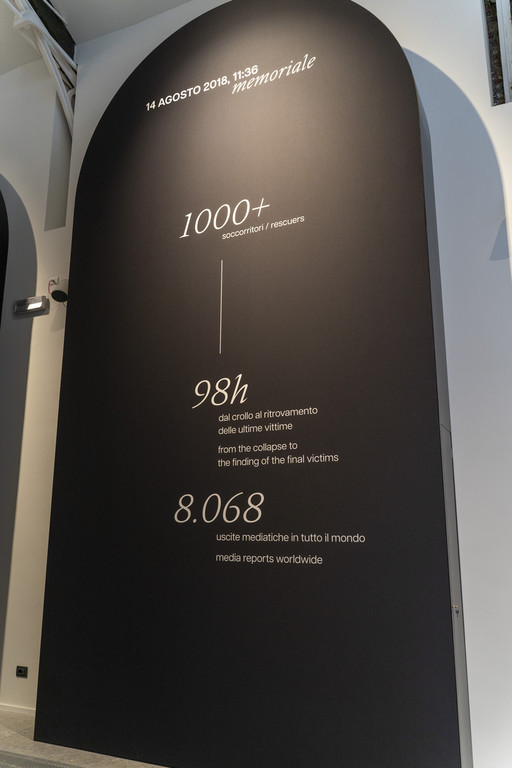 14 AGOSTO 2018, 11:36
memoriale
1000+
soccorritori / rescuers
98h
dal crollo al ritrovamento
delle ultime vittime
from the collapse to
the finding of the final victims
8.068
uscite mediatiche in tutto il mondo
media reports worldwide